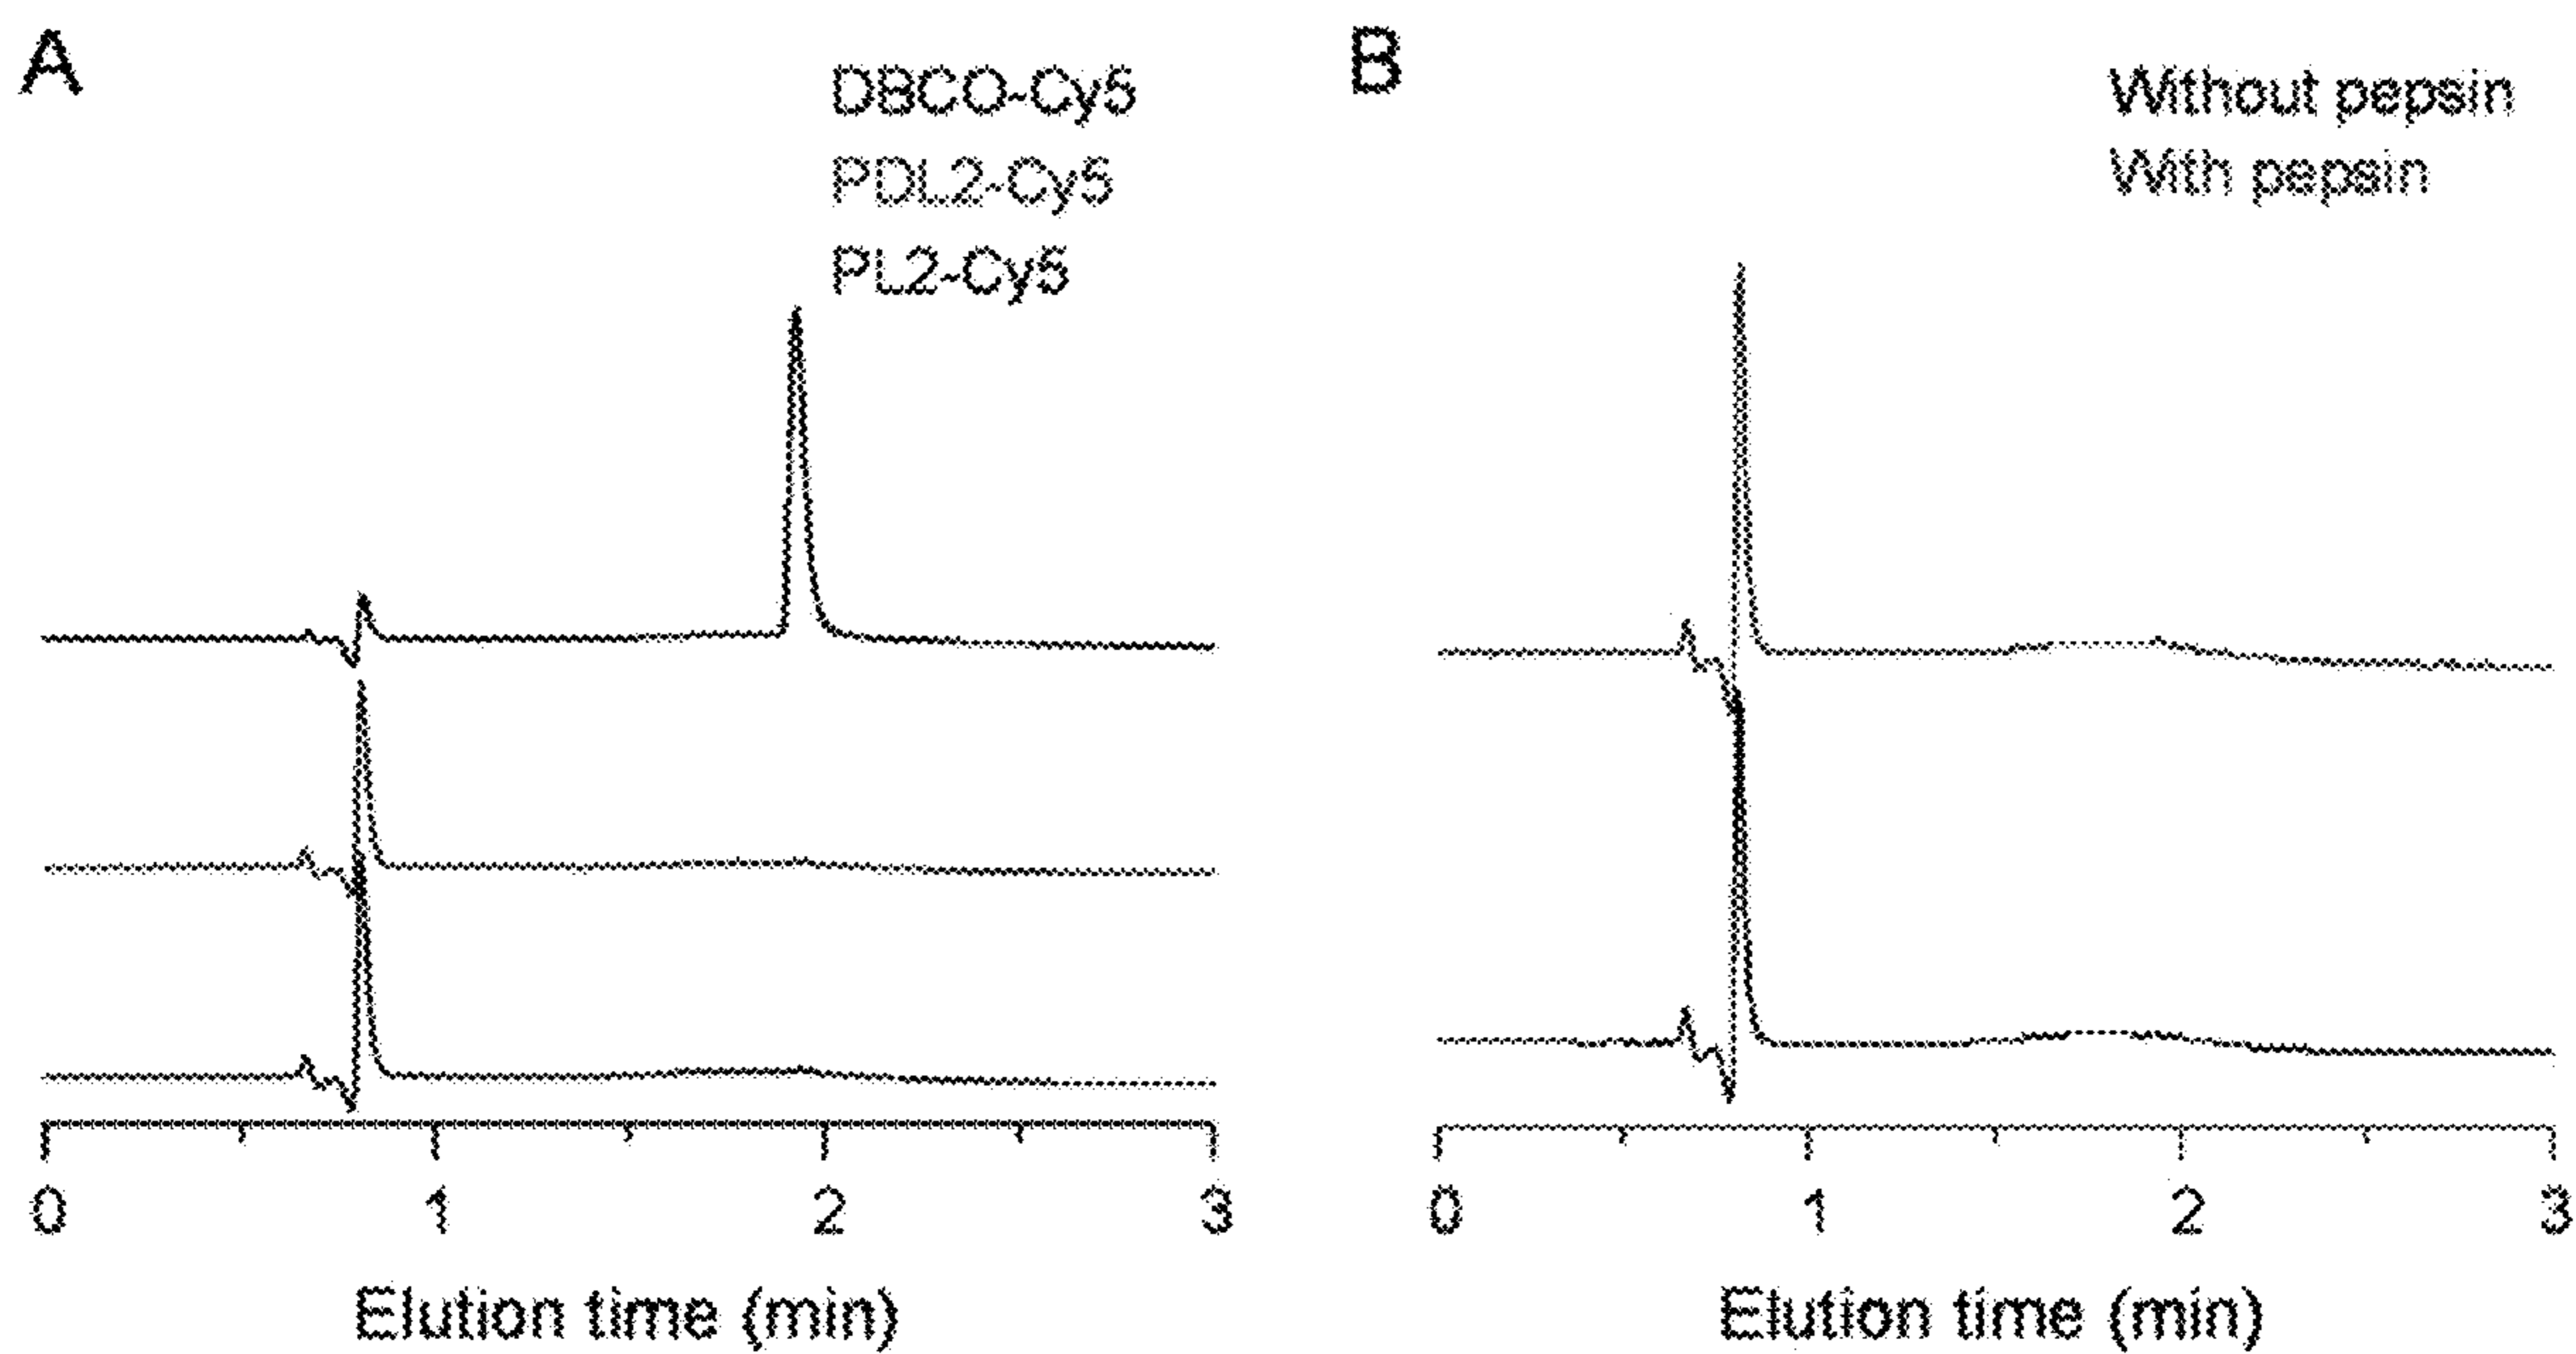 A
DBCO-Cy5
PDL2-Cy5
PL2-Cy5
0 1 2 3
Elution time (min)
B
Without pepsin
With pepsin
0 1 2 3
Elution time (min)